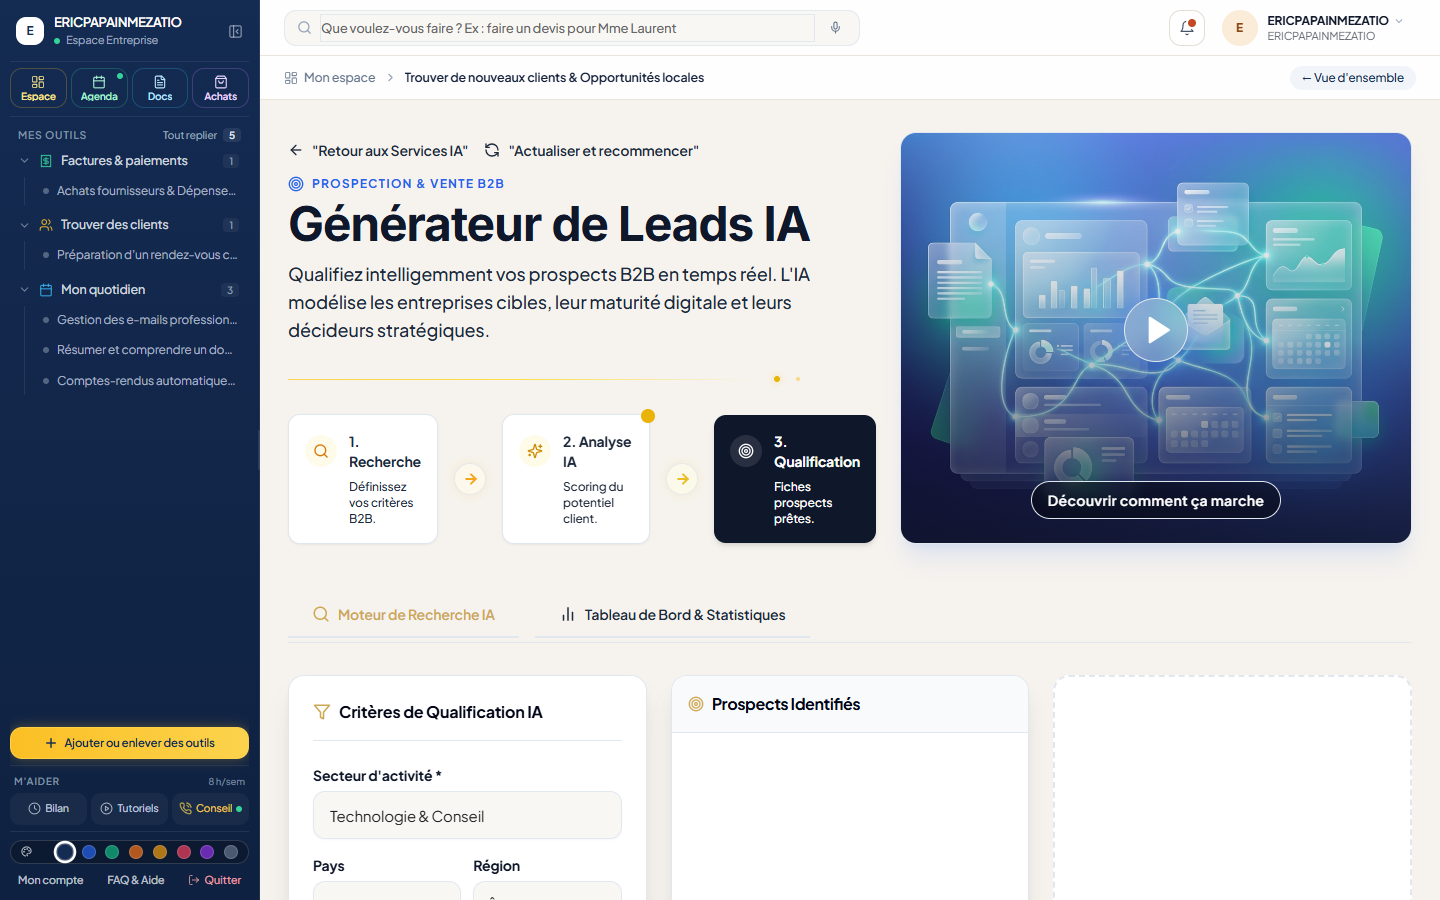 E
ERICPAPAINMEZATIO
Espace Entreprise
Espace
Agenda
Docs
Achats
MES OUTILS
Tout replier 5
Factures & paiements 1
Achats fournisseurs & Dépense...
Trouver des clients 1
Préparation d'un rendez-vous c...
Mon quotidien 3
Gestion des e-mails profession...
Résumer et comprendre un do...
Comptes-rendus automatique...
+ Ajouter ou enlever des outils
M'AIDER 8 h/sem
Bilan
Tutoriels
Conseil
Mon compte
FAQ & Aide
Quitter
Que voulez-vous faire ? Ex : faire un devis pour Mme Laurent
E
ERICPAPAINMEZATIO
ERICPAPAINMEZATIO
Mon espace > Trouver de nouveaux clients & Opportunités locales
← Vue d'ensemble
"Retour aux Services IA"
"Actualiser et recommencer"
PROSPECTION & VENTE B2B
Générateur de Leads IA
Qualifiez intelligemment vos prospects B2B en temps réel. L'IA
modélise les entreprises cibles, leur maturité digitale et leurs
décideurs stratégiques.
1.
Recherche
Définissez
vos critères
B2B.
2. Analyse
IA
Scoring du
potentiel
client.
3.
Qualification
Fiches
prospects
prêtes.
Découvrir comment ça marche
Moteur de Recherche IA
Tableau de Bord & Statistiques
Critères de Qualification IA
Secteur d'activité *
Technologie & Conseil
Pays
Région
Prospects Identifiés